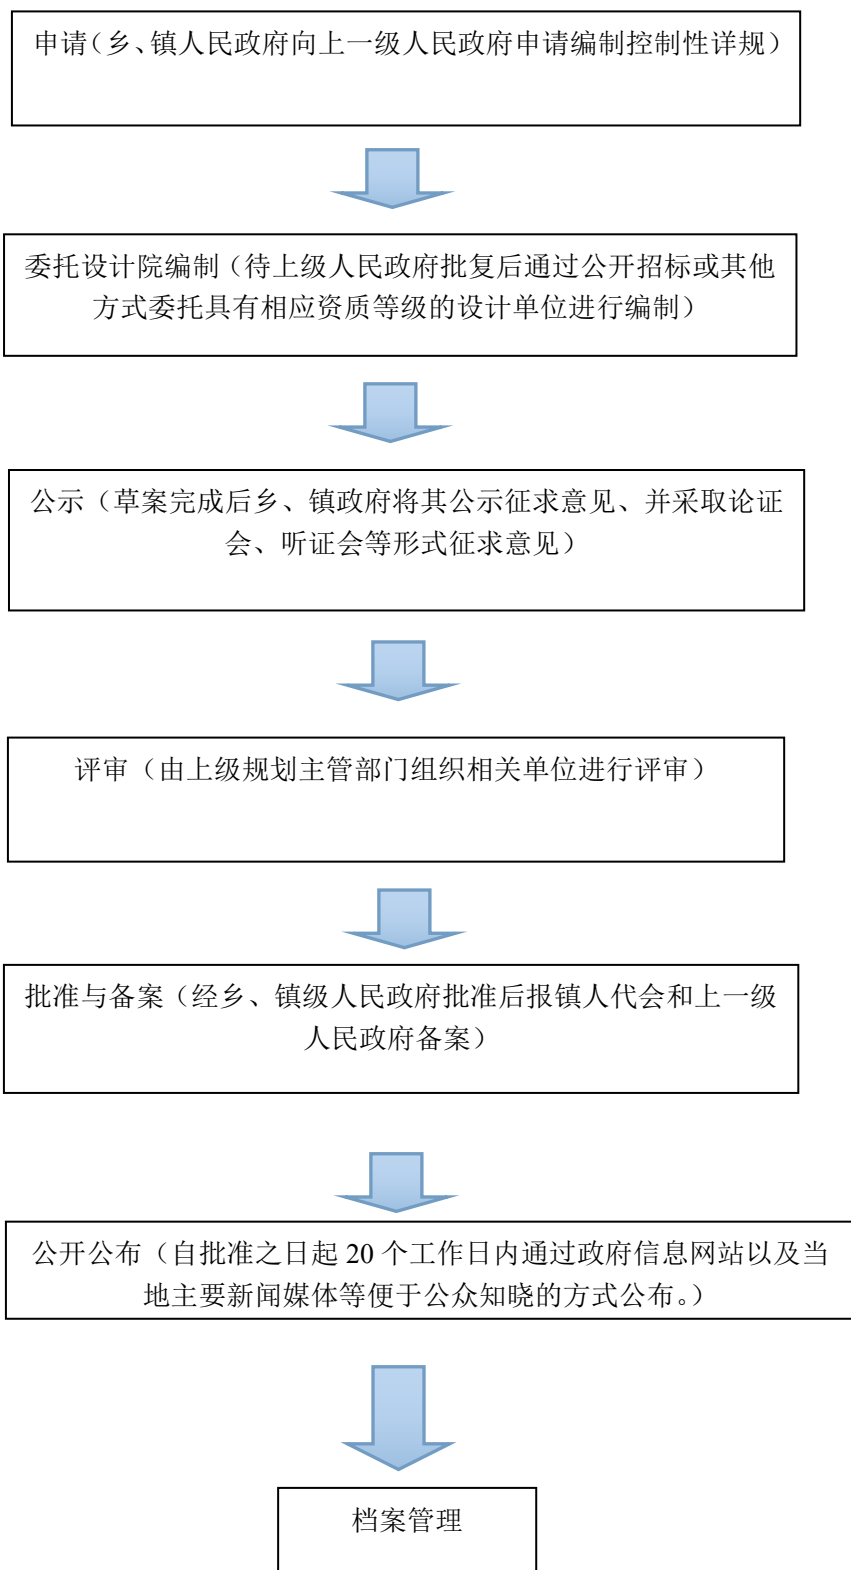 申请（乡、镇人民政府向上一级人民政府申请编制控制性详规）
委托设计院编制（待上级人民政府批复后通过公开招标或其他
方式委托具有相应资质等级的设计单位进行编制）
公示（草案完成后乡、镇政府将其公示征求意见、并采取论证
会、听证会等形式征求意见）
评审（由上级规划主管部门组织相关单位进行评审）
批准与备案（经乡、镇级人民政府批准后报镇人代会和上一级
人民政府备案）
公开公布（自批准之日起 20 个工作日内通过政府信息网站以及当
地主要新闻媒体等便于公众知晓的方式公布。）
档案管理